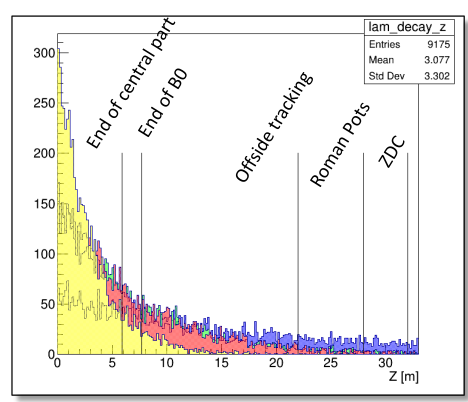 lam_decay_z
Entries 9175
Mean 3.077
Std Dev 3.302
End of central part
End of B0
Offside tracking
Roman Pots
ZDC
300
250
200
150
100
50
0
0 5 10 15 20 25 30
Z [m]